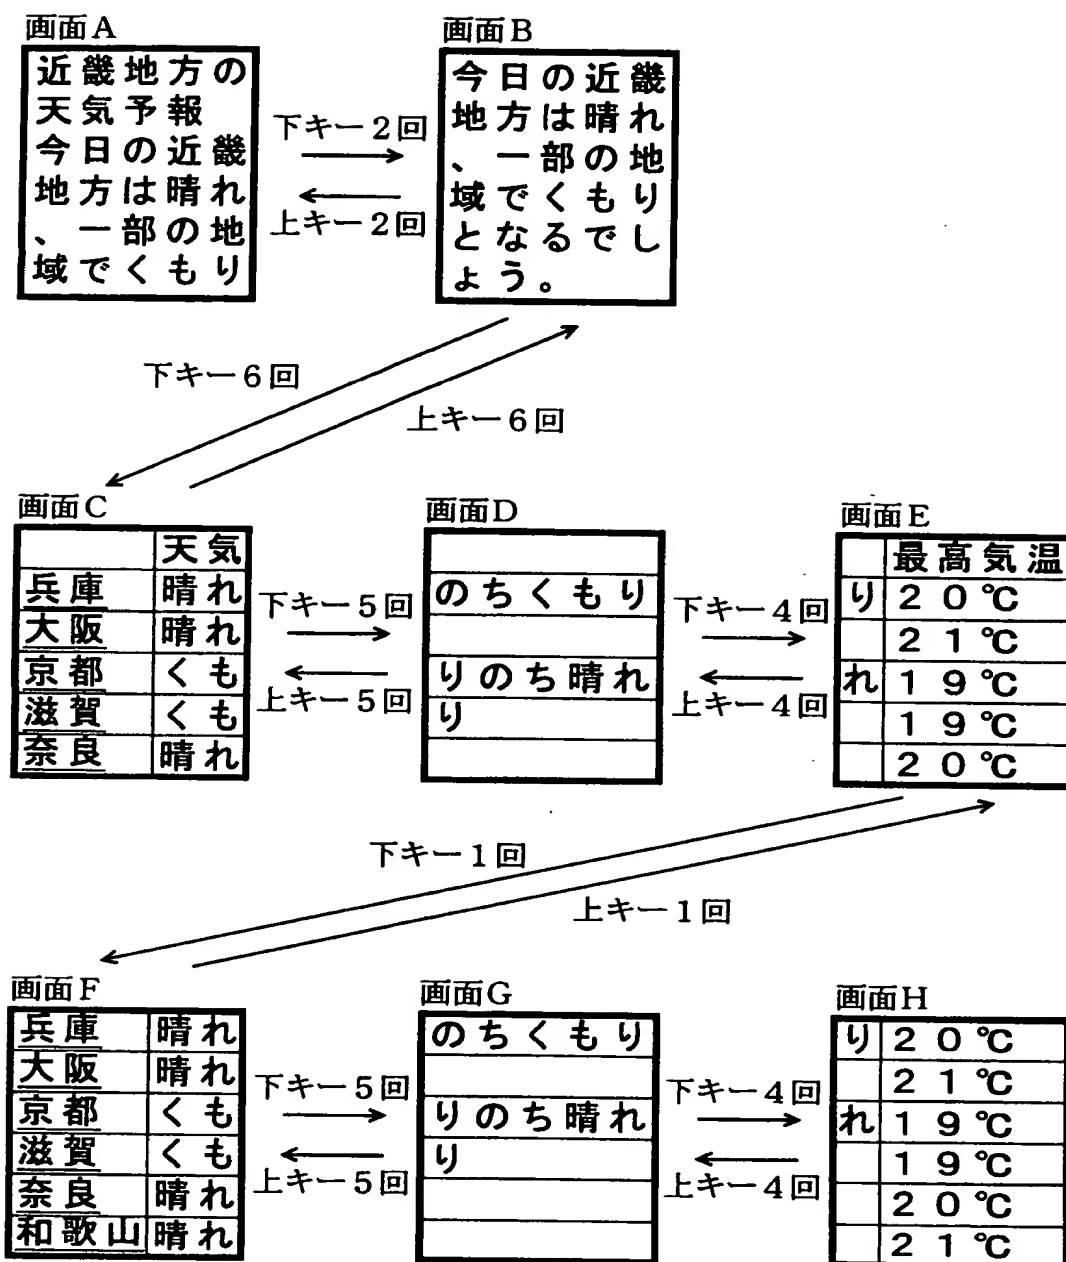 画面A
近畿地方の
天気予報
今日の近畿
地方は晴れ
、一部の地
域でくもり
下キー2回
上キー2回
画面B
今日の近畿
地方は晴れ
、一部の地
域でくもり
となるでし
ょう。
下キー6回
上キー6回
画面C
天気
兵庫 晴れ
大阪 晴れ
京都 くも
滋賀 くも
奈良 晴れ
下キー5回
上キー5回
画面D
のちくもり
りのち晴れ
り
下キー4回
上キー4回
画面E
最高気温
り 20℃
21℃
れ 19℃
19℃
20℃
下キー1回
上キー1回
画面F
兵庫 晴れ
大阪 晴れ
京都 くも
滋賀 くも
奈良 晴れ
和歌山 晴れ
下キー5回
上キー5回
画面G
のちくもり
りのち晴れ
り
下キー4回
上キー4回
画面H
り 20℃
21℃
れ 19℃
19℃
20℃
21℃